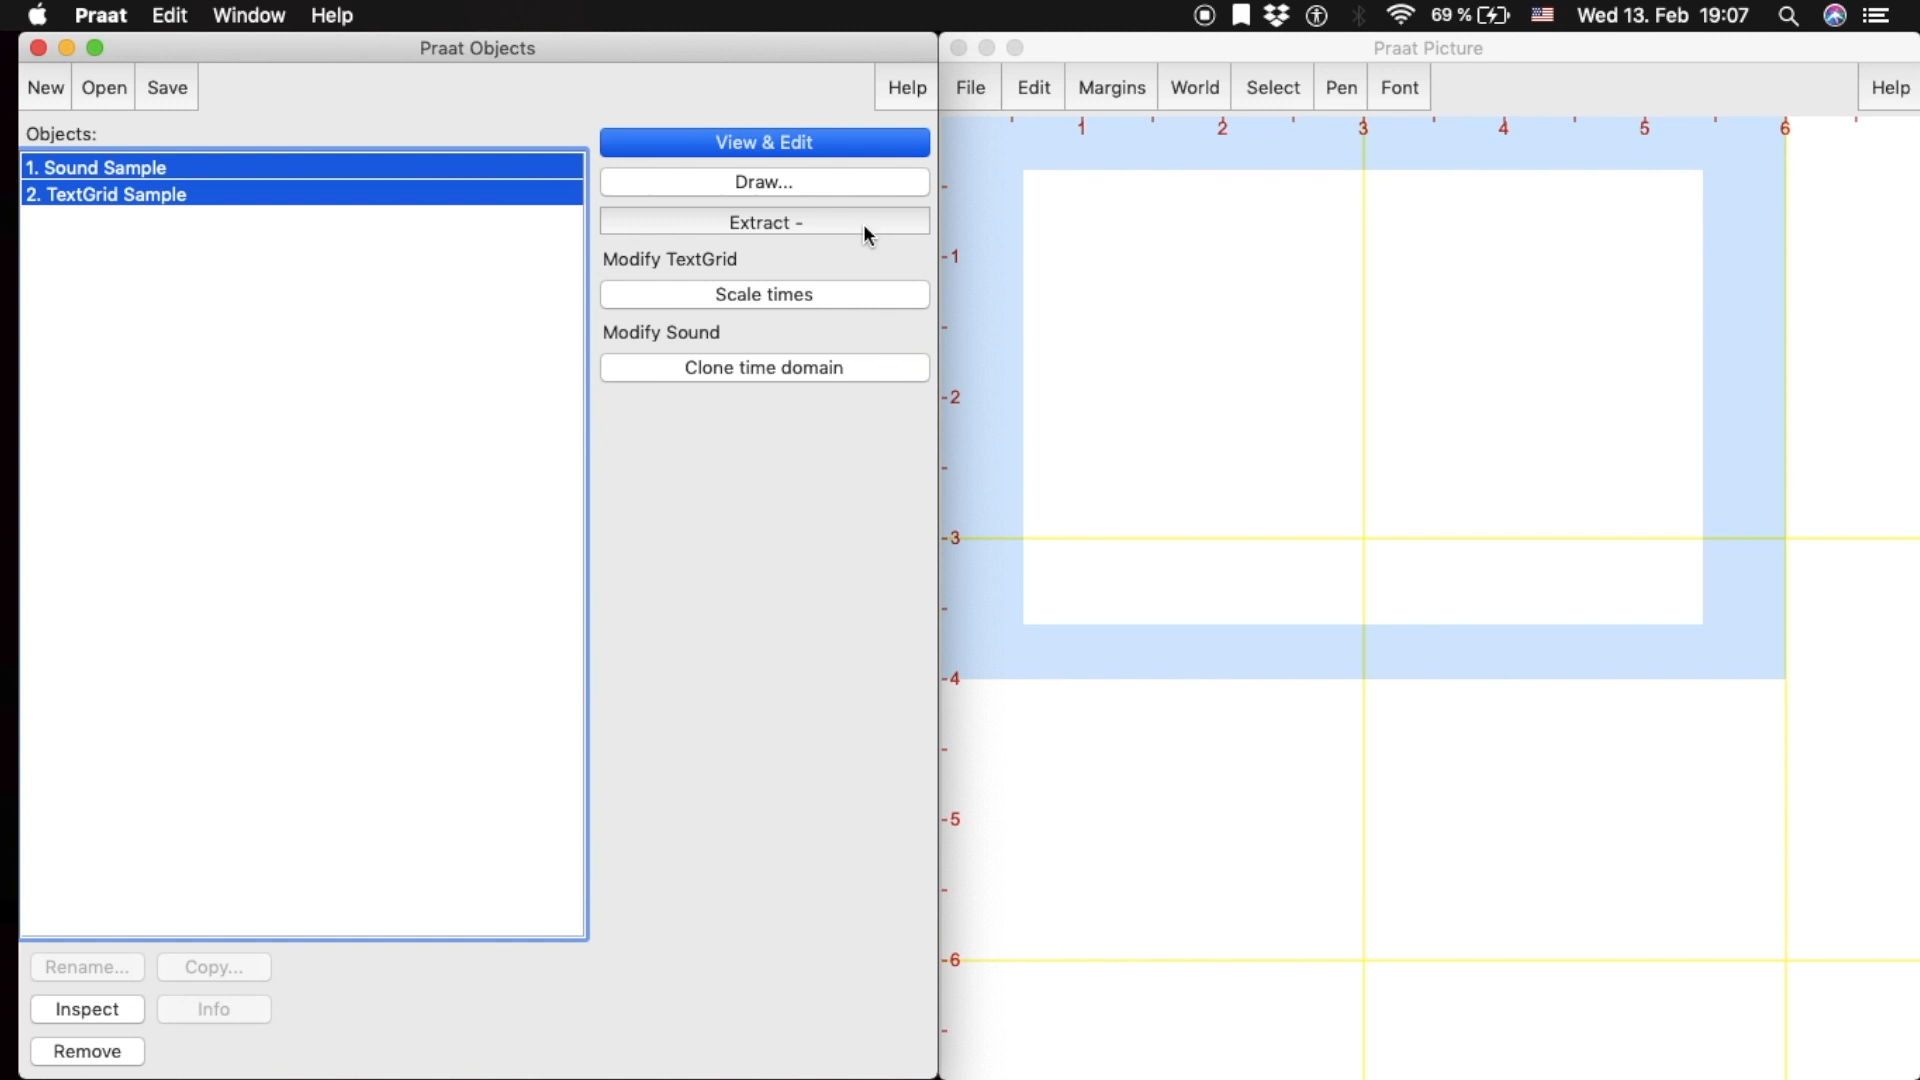 Praat Edit Window Help 69 % Wed 13. Feb 19:07
Praat Objects
Praat Picture
New Open Save Help
File Edit Margins World Select Pen Font Help
Objects:
1. Sound Sample
2. TextGrid Sample
View & Edit
Draw...
Extract -
Modify TextGrid
Scale times
Modify Sound
Clone time domain
1 2 3 4 5 6
1
2
3
4
5
6
Rename... Copy...
Inspect Info
Remove